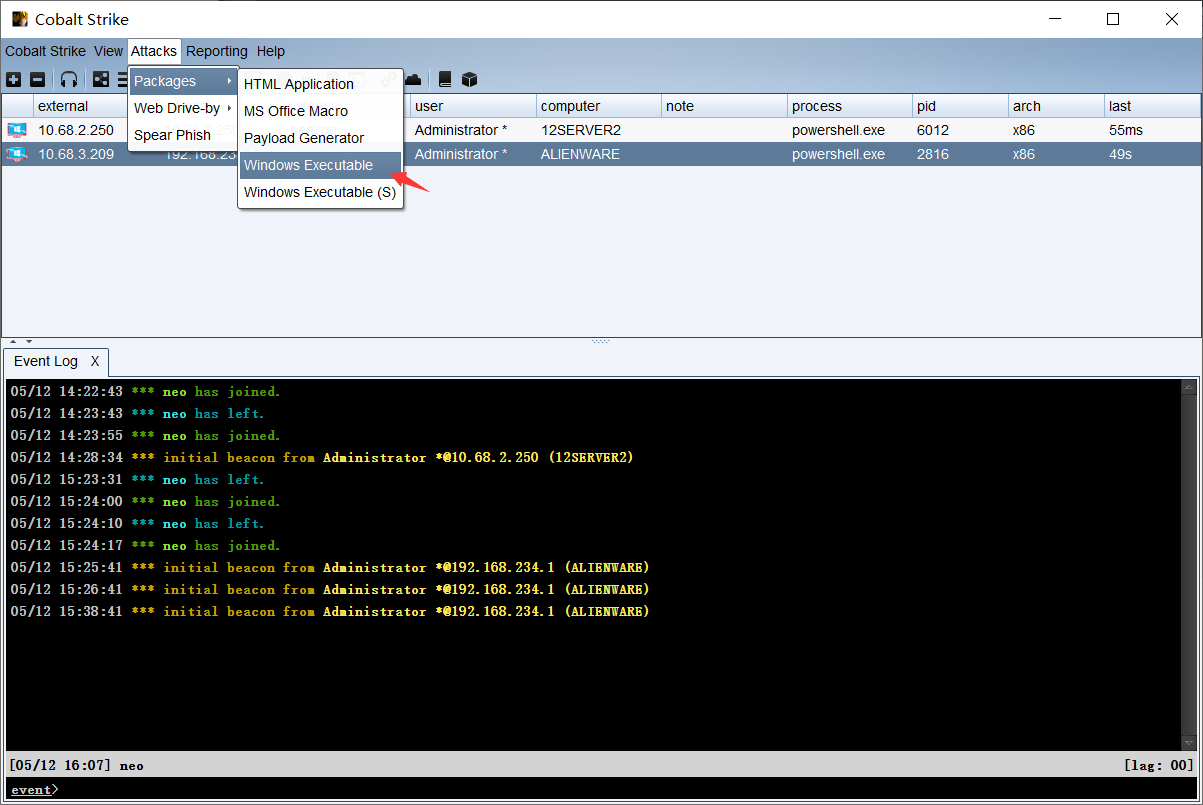 Cobalt Strike
Cobalt Strike View Attacks Reporting Help
Packages
Web Drive-by
Spear Phish
HTML Application
MS Office Macro
Payload Generator
Windows Executable
Windows Executable (S)
external user computer note process pid arch last
10.68.2.250 Administrator * 12SERVER2 powershell.exe 6012 x86 55ms
10.68.3.209 192.168.23 Administrator * ALIENWARE powershell.exe 2816 x86 49s
Event Log X
05/12 14:22:43 *** neo has joined.
05/12 14:23:43 *** neo has left.
05/12 14:23:55 *** neo has joined.
05/12 14:28:34 *** initial beacon from Administrator *@10.68.2.250 (12SERVER2)
05/12 15:23:31 *** neo has left.
05/12 15:24:00 *** neo has joined.
05/12 15:24:10 *** neo has left.
05/12 15:24:17 *** neo has joined.
05/12 15:25:41 *** initial beacon from Administrator *@192.168.234.1 (ALIENWARE)
05/12 15:26:41 *** initial beacon from Administrator *@192.168.234.1 (ALIENWARE)
05/12 15:38:41 *** initial beacon from Administrator *@192.168.234.1 (ALIENWARE)
[05/12 16:07] neo [lag: 00]
event>